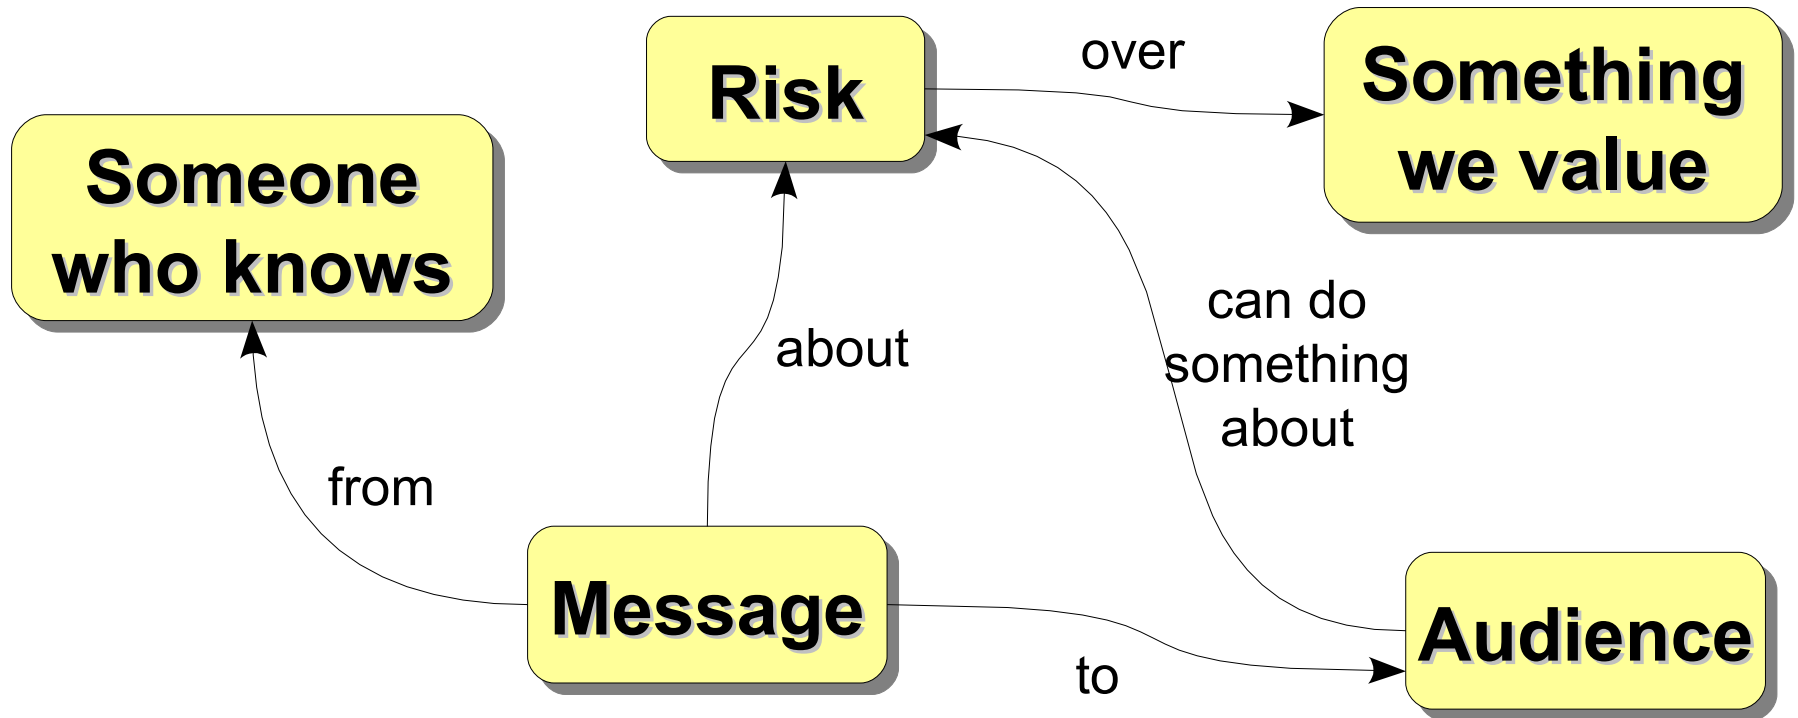 Risk
over
Something
we value
Someone
who knows
can do
something
about
about
from
Message
to
Audience